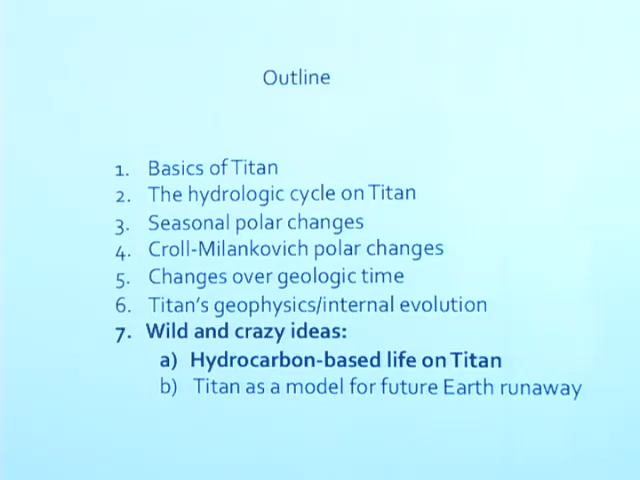 Outline
1. Basics of Titan
2. The hydrologic cycle on Titan
3. Seasonal polar changes
4. Croll-Milankovich polar changes
5. Changes over geologic time
6. Titan's geophysics/internal evolution
7. Wild and crazy ideas:
a) Hydrocarbon-based life on Titan
b) Titan as a model for future Earth runaway